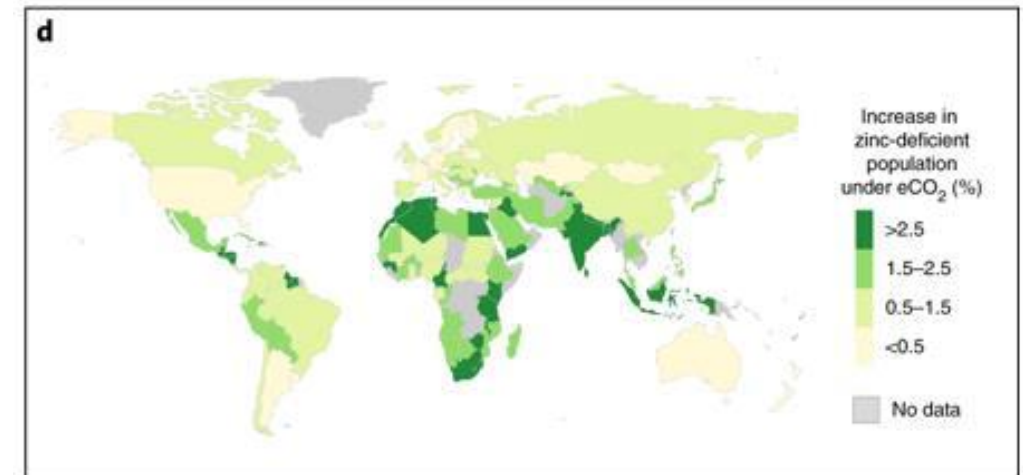 d
Increase in
zinc-deficient
population
under eCO₂ (%)
>2.5
1.5–2.5
0.5–1.5
<0.5
No data